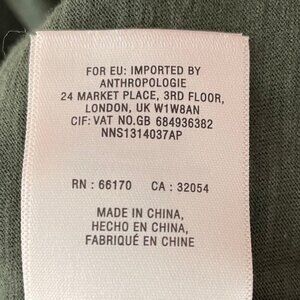 FOR EU: IMPORTED BY
ANTHROPOLOGIE
24 MARKET PLACE, 3RD FLOOR,
LONDON, UK W1W8AN
CIF: VAT NO.GB 684936382
NNS1314037AP
RN : 66170 CA : 32054
MADE IN CHINA,
HECHO EN CHINA,
FABRIQUÉ EN CHINE